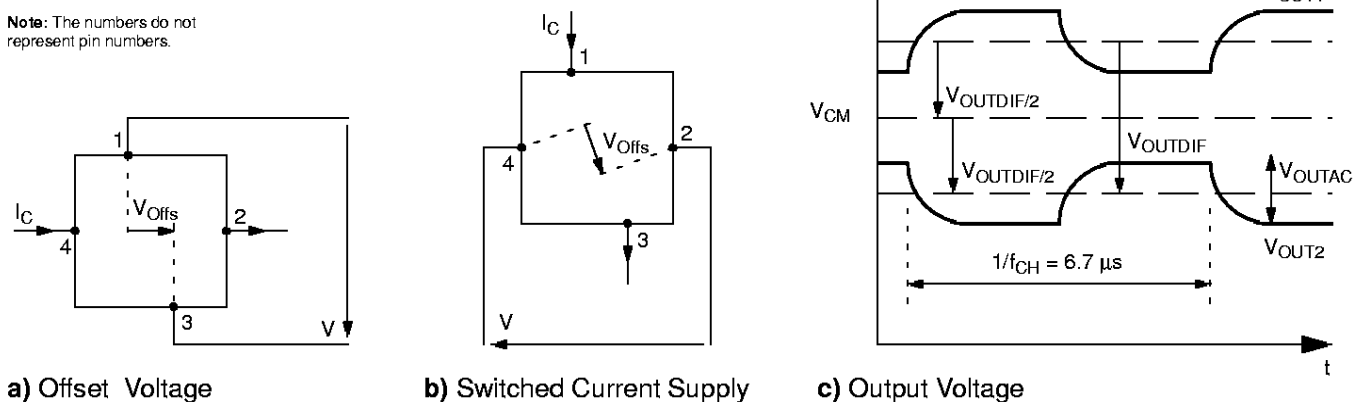 Note: The numbers do not
represent pin numbers.
1
I_C
4
V_Offs
2
3
V
a) Offset Voltage
I_C
1
4
V_Offs
2
3
V
b) Switched Current Supply
V_CM
V_OUTDIF/2
V_OUTDIF
V_OUTDIF/2
V_OUTAC
V_OUT2
1/f_CH = 6.7 µs
t
c) Output Voltage